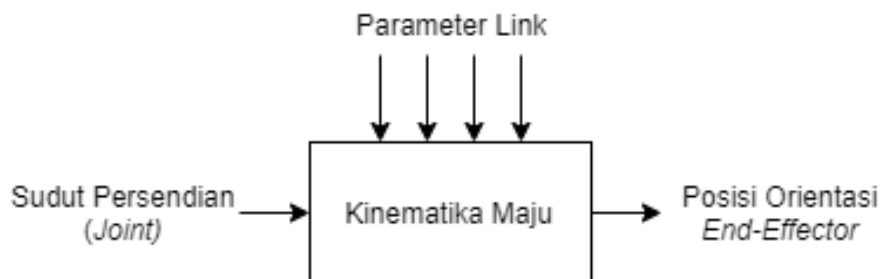 Parameter Link
Sudut Persendian
(Joint)
Kinematika Maju
Posisi Orientasi
End-Effector